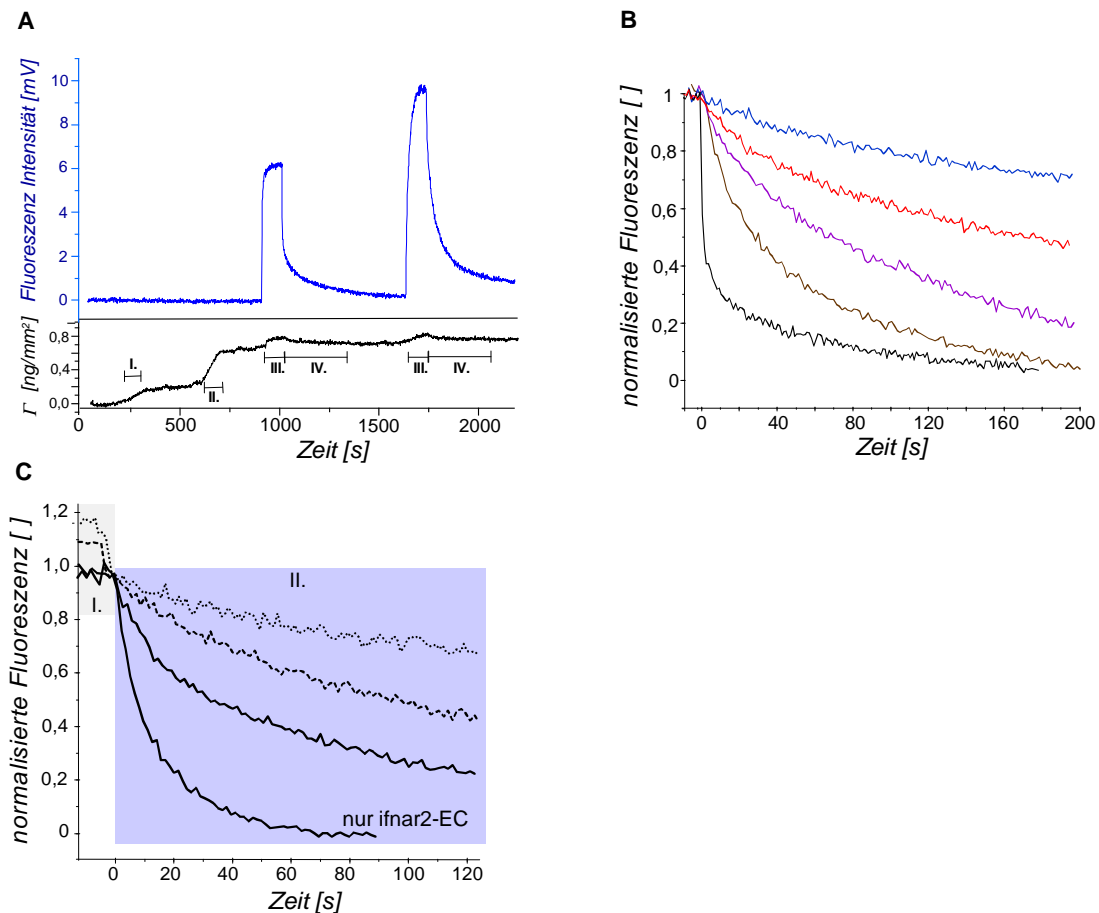 A
Fluoreszenz Intensität [mV]
10
8
6
4
2
0
Γ [ng/mm²]
0,8
0,4
0,0
I.
II.
III.
IV.
III.
IV.
0
500
1000
1500
2000
Zeit [s]
B
normalisierte Fluoreszenz [ ]
1
0,8
0,6
0,4
0,2
0
0
40
80
120
160
200
Zeit [s]
C
normalisierte Fluoreszenz [ ]
1,2
1,0
0,8
0,6
0,4
0,2
0
I.
II.
nur ifnar2-EC
0
20
40
60
80
100
120
Zeit [s]